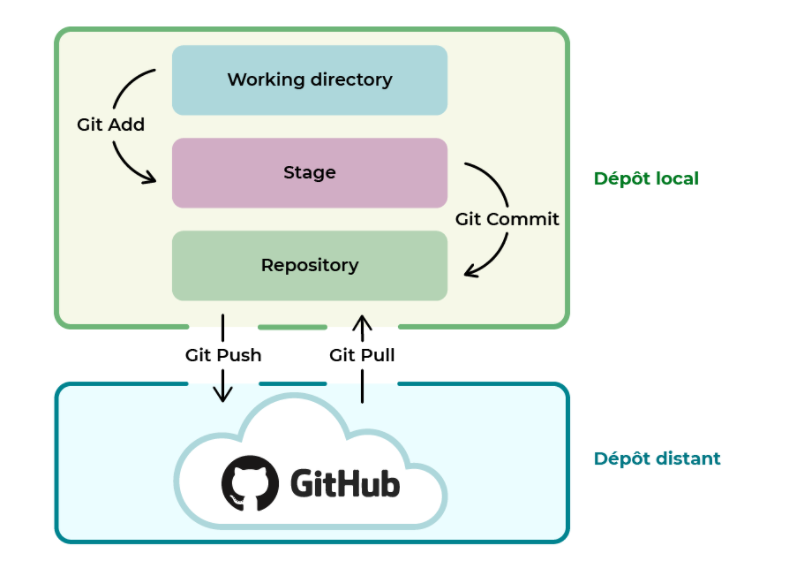 Working directory
Git Add
Stage
Dépôt local
Git Commit
Repository
Git Push
Git Pull
Dépôt distant
GitHub